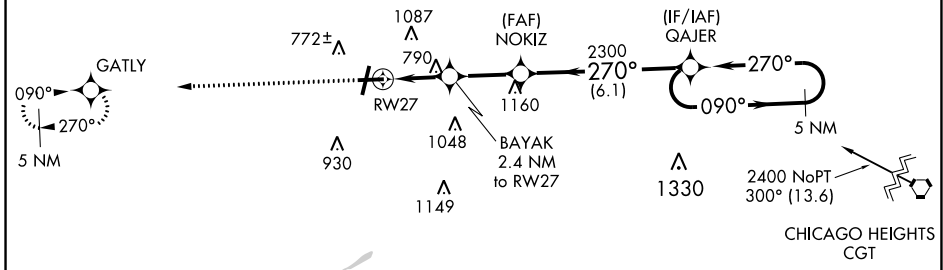 GATLY
090°
270°
5 NM
772±
1087
790
RW27
930
1048
1149
BAYAK
2.4 NM
to RW27
(FAF)
NOKIZ
1160
2300
270°
(6.1)
(IF/IAF)
QAJER
270°
090°
5 NM
1330
2400 NoPT
300° (13.6)
CHICAGO HEIGHTS
CGT